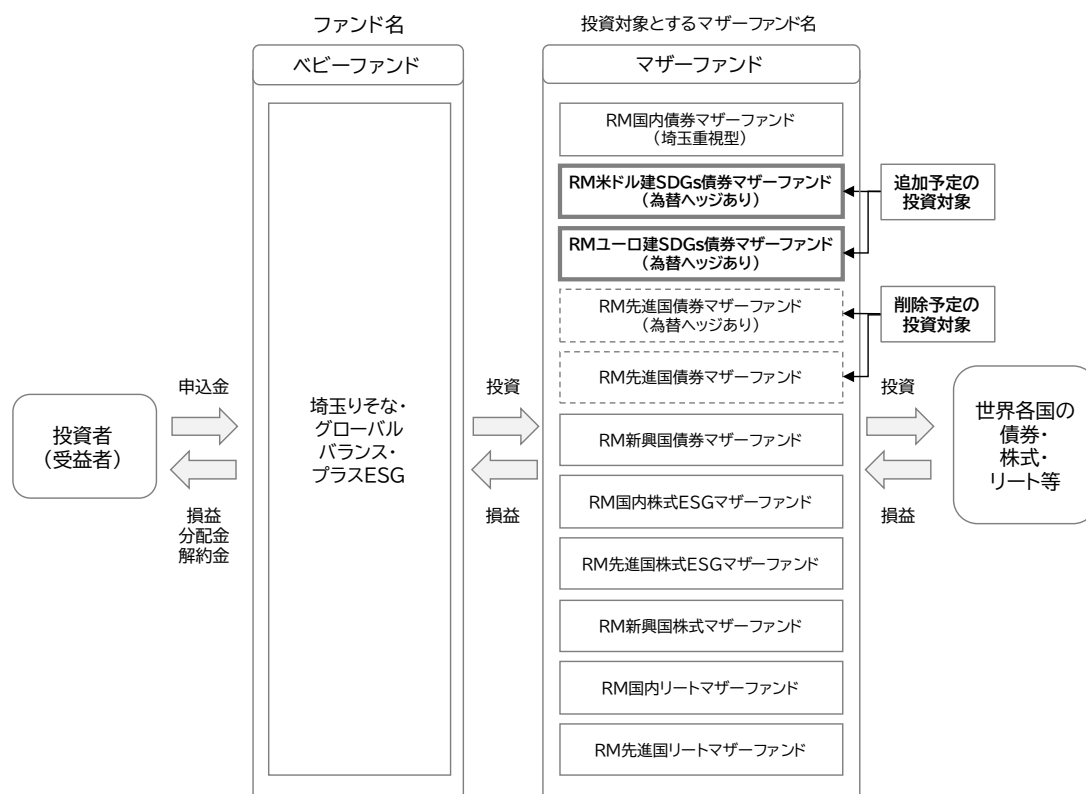 ファンド名
投資対象とするマザーファンド名
ベビーファンド
マザーファンド
RM国内債券マザーファンド
（埼玉重視型）
RM米ドル建SDGs債券マザーファンド
（為替ヘッジあり）
追加予定の
投資対象
RMユーロ建SDGs債券マザーファンド
（為替ヘッジあり）
RM先進国債券マザーファンド
（為替ヘッジあり）
削除予定の
投資対象
RM先進国債券マザーファンド
申込金
投資
投資
投資者
（受益者）
埼玉りそな・
グローバル
バランス・
プラスESG
世界各国の
債券・
株式・
リート等
RM新興国債券マザーファンド
損益
分配金
解約金
損益
損益
RM国内株式ESGマザーファンド
RM先進国株式ESGマザーファンド
RM新興国株式マザーファンド
RM国内リートマザーファンド
RM先進国リートマザーファンド